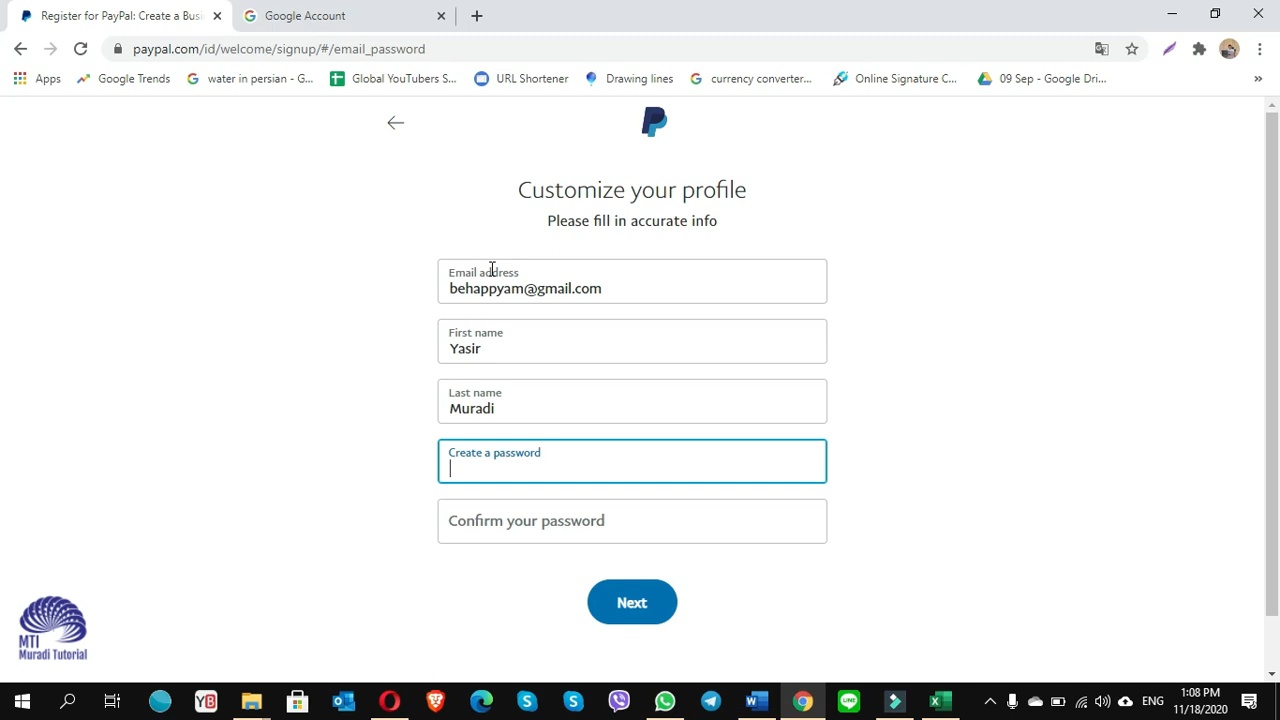 Register for PayPal: Create a Busi
Google Account
paypal.com/id/welcome/signup/#/email_password
Apps
Google Trends
water in persian - G...
Global YouTubers S...
URL Shortener
Drawing lines
currency converter...
Online Signature C...
09 Sep - Google Dri...
»
Customize your profile
Please fill in accurate info
Email address
behappyam@gmail.com
First name
Yasir
Last name
Muradi
Create a password
Confirm your password
Next
MTI
Muradi Tutorial
YB
ENG
1:08 PM
11/18/2020